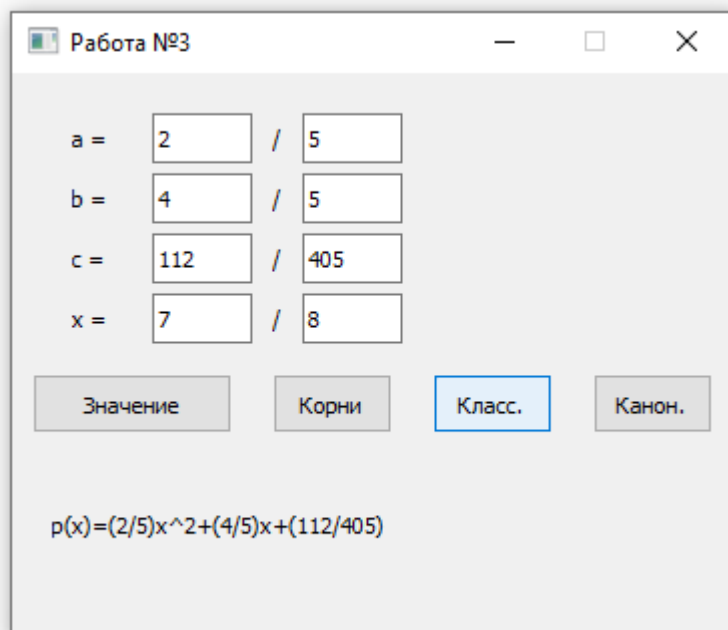 Работа №3
a = 2 / 5
b = 4 / 5
c = 112 / 405
x = 7 / 8
Значение Корни Класс. Канон.
p(x)=(2/5)x^2+(4/5)x+(112/405)